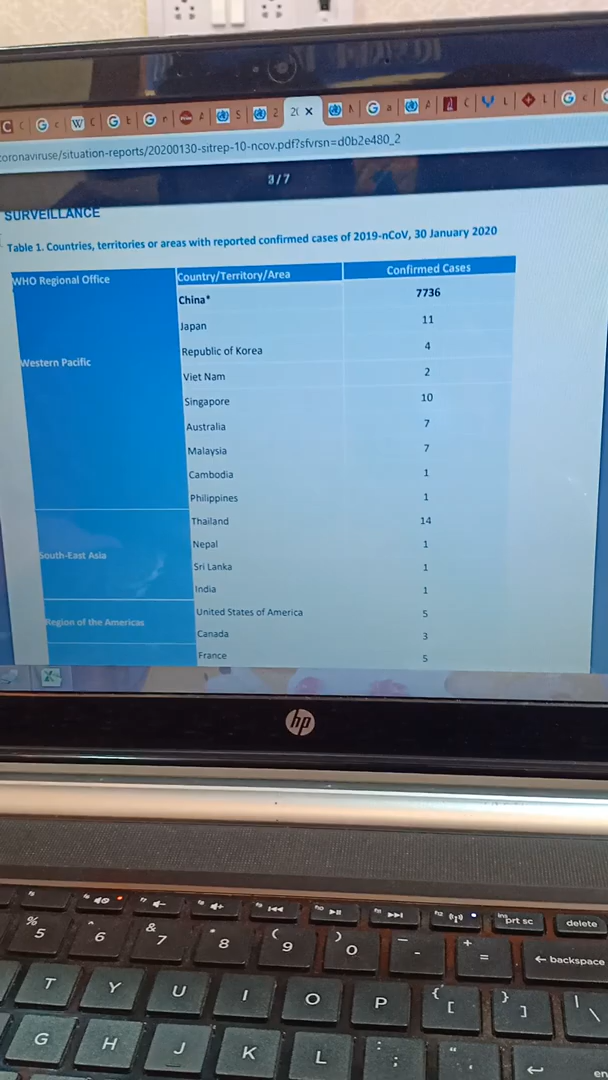 oronaviruse/situation-reports/20200130-sitrep-10-ncov.pdf?sfvrsn=d0b2e480_2
3/7
SURVEILLANCE
Table 1. Countries, territories or areas with reported confirmed cases of 2019-nCoV, 30 January 2020
WHO Regional Office Country/Territory/Area Confirmed Cases
China* 7736
Japan 11
Republic of Korea 4
Western Pacific
Viet Nam 2
Singapore 10
Australia 7
Malaysia 7
Cambodia 1
Philippines 1
Thailand 14
Nepal 1
South-East Asia
Sri Lanka 1
India 1
United States of America 5
Region of the Americas
Canada 3
France 5
hp
prt sc delete
% 5 ^ 6 & 7 * 8 ( 9 ) 0 - + = backspace
T Y U I O P { [ } ] | \
G H J K L : ; en